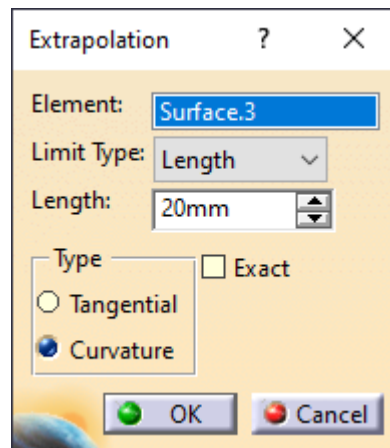 Extrapolation ? ×
Element: Surface.3
Limit Type: Length
Length: 20mm
Type
Exact
Tangential
Curvature
OK Cancel